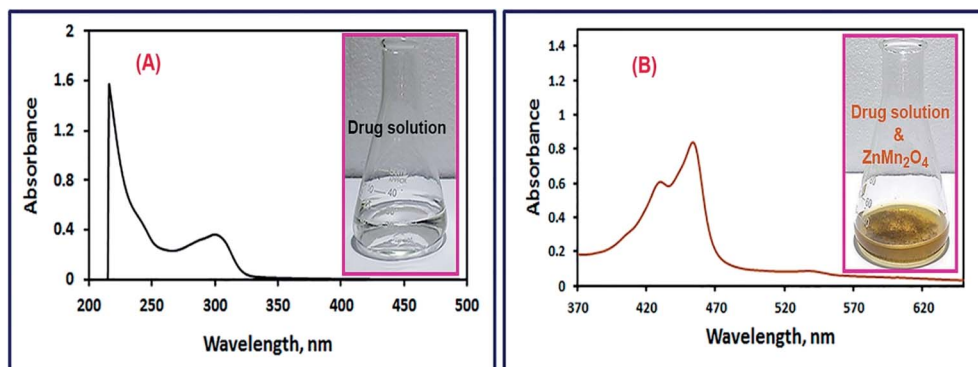 2
1.6
1.2
0.8
0.4
0
200 250 300 350 400 450 500
Absorbance
Wavelength, nm
(A)
Drug solution
1.4
1.2
1
0.8
0.6
0.4
0.2
0
370 420 470 520 570 620
Absorbance
Wavelength, nm
(B)
Drug solution
&
ZnMn₂O₄